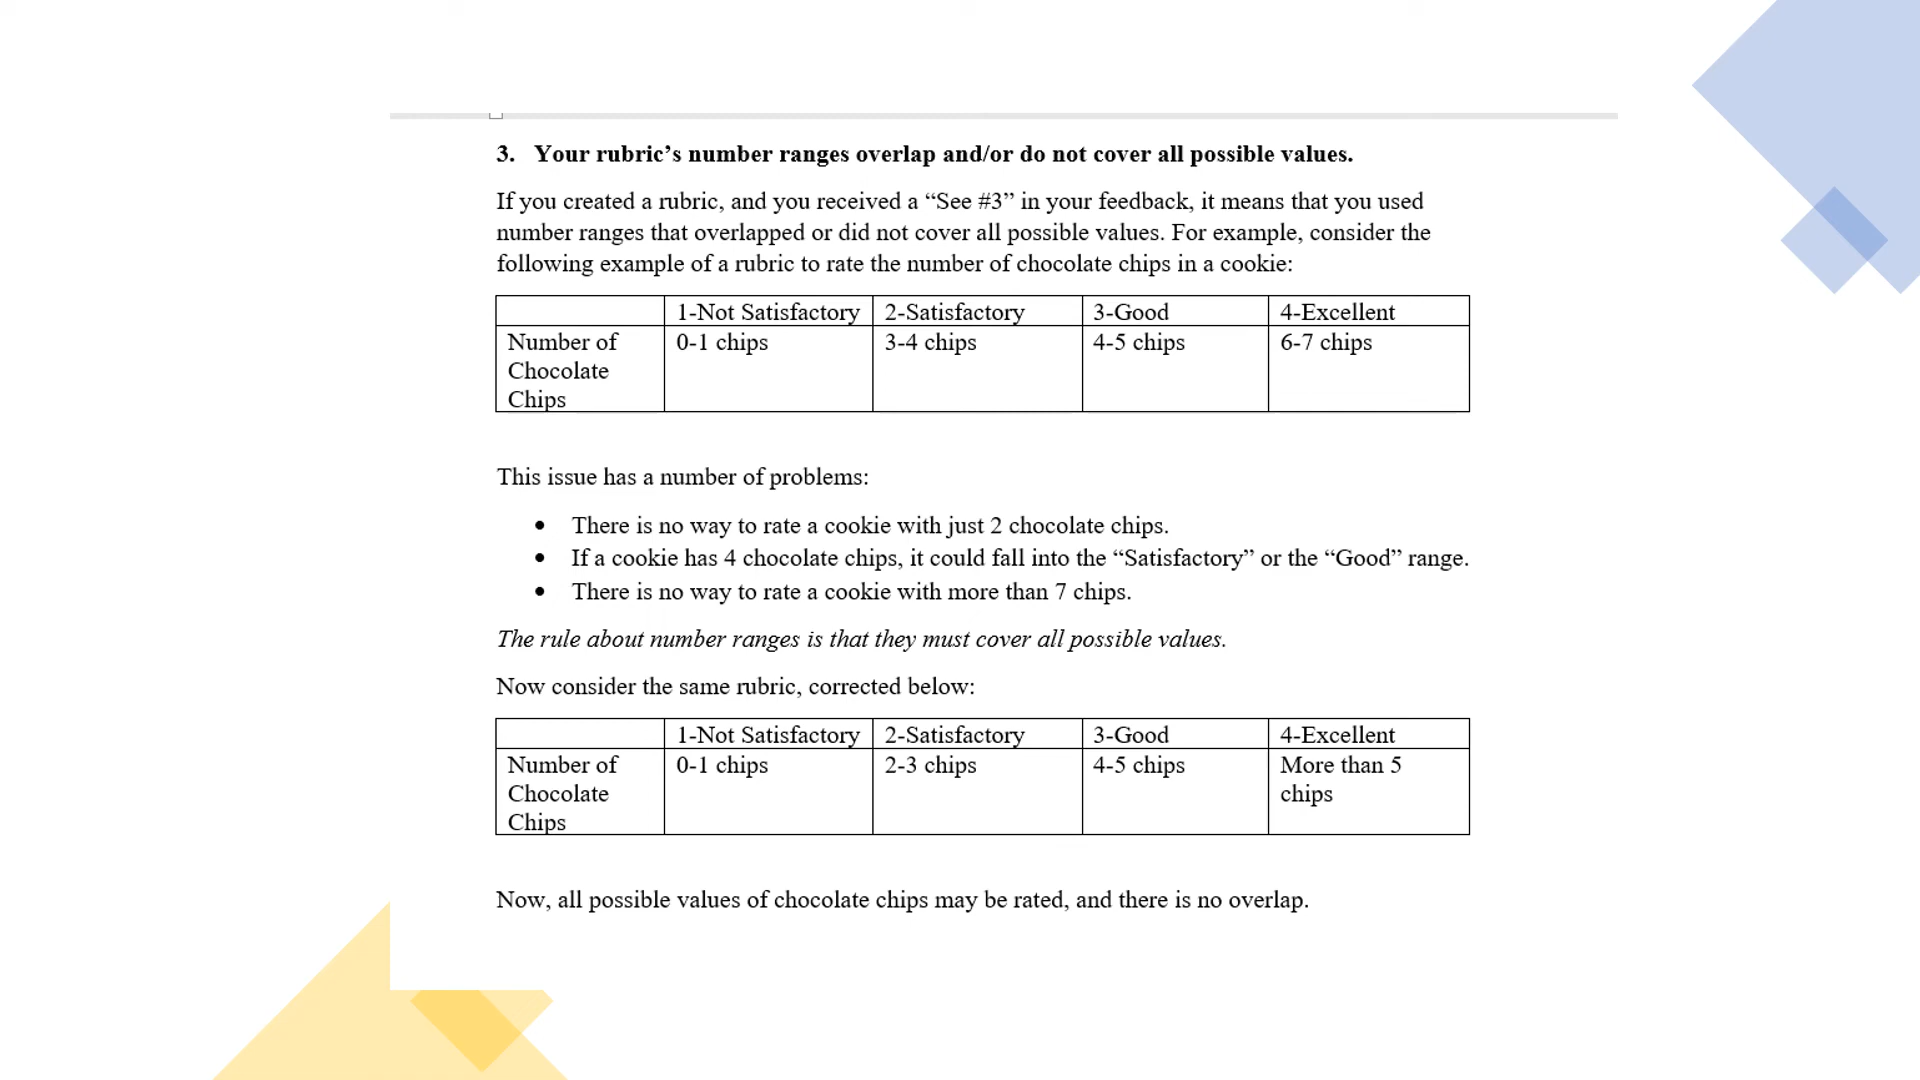 3. Your rubric’s number ranges overlap and/or do not cover all possible values.
If you created a rubric, and you received a “See #3” in your feedback, it means that you used
number ranges that overlapped or did not cover all possible values. For example, consider the
following example of a rubric to rate the number of chocolate chips in a cookie:
1-Not Satisfactory 2-Satisfactory 3-Good 4-Excellent
Number of 0-1 chips 3-4 chips 4-5 chips 6-7 chips
Chocolate
Chips
This issue has a number of problems:
• There is no way to rate a cookie with just 2 chocolate chips.
• If a cookie has 4 chocolate chips, it could fall into the “Satisfactory” or the “Good” range.
• There is no way to rate a cookie with more than 7 chips.
The rule about number ranges is that they must cover all possible values.
Now consider the same rubric, corrected below:
1-Not Satisfactory 2-Satisfactory 3-Good 4-Excellent
Number of 0-1 chips 2-3 chips 4-5 chips More than 5
Chocolate chips
Chips
Now, all possible values of chocolate chips may be rated, and there is no overlap.